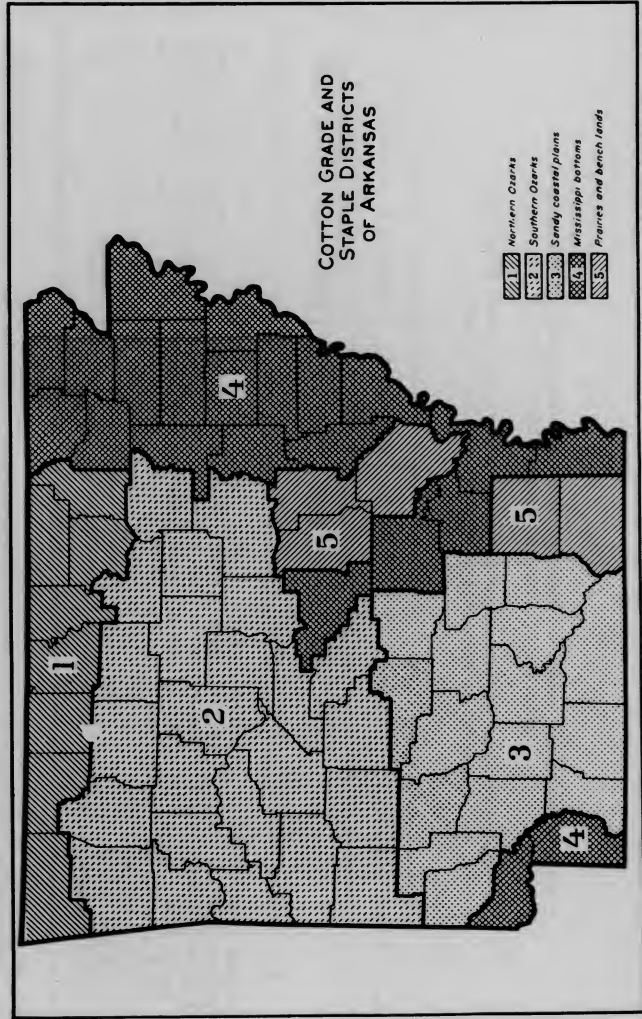 COTTON GRADE AND
STAPLE DISTRICTS
OF ARKANSAS
1 Northern Ozarks
2 Southern Ozarks
3 Sandy coastal plains
4 Mississippi bottoms
5 Prairies and bench lands
1
2
3
4
4
5
5